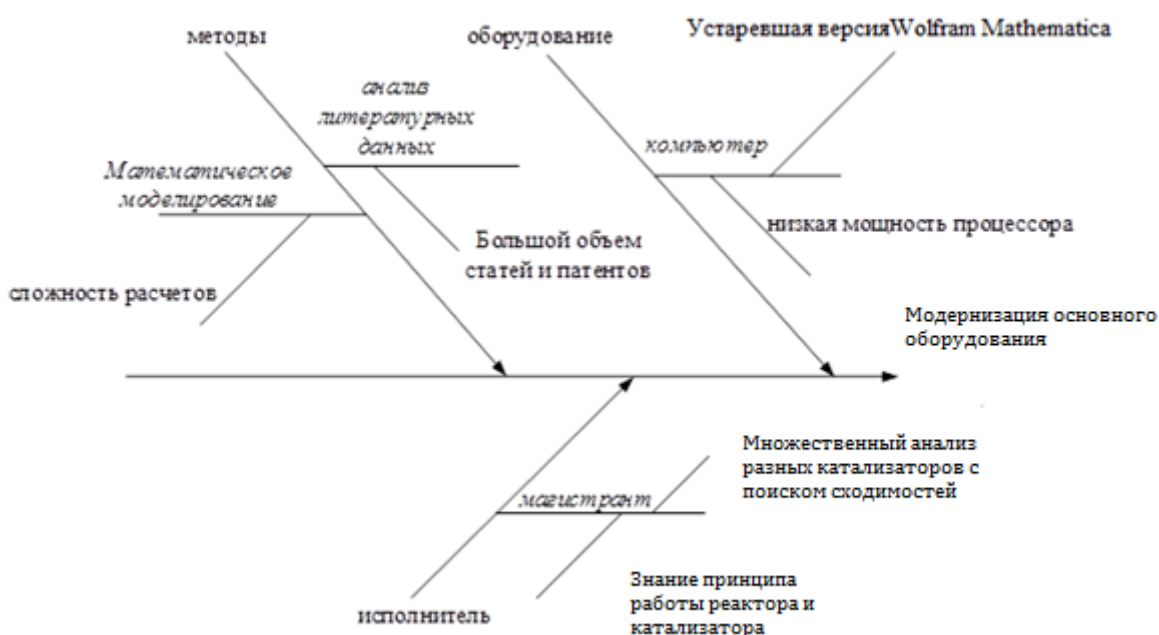 методы
оборудование
Устаревшая версияWolfram Mathematica
анализ
литературных
данных
компьютер
Математическое
моделирование
низкая мощность процессора
Большой объем
статей и патентов
сложность расчетов
Модернизация основного
оборудования
Множественный анализ
разных катализаторов с
поиском сходимостей
магистрант
исполнитель
Знание принципа
работы реактора и
катализатора